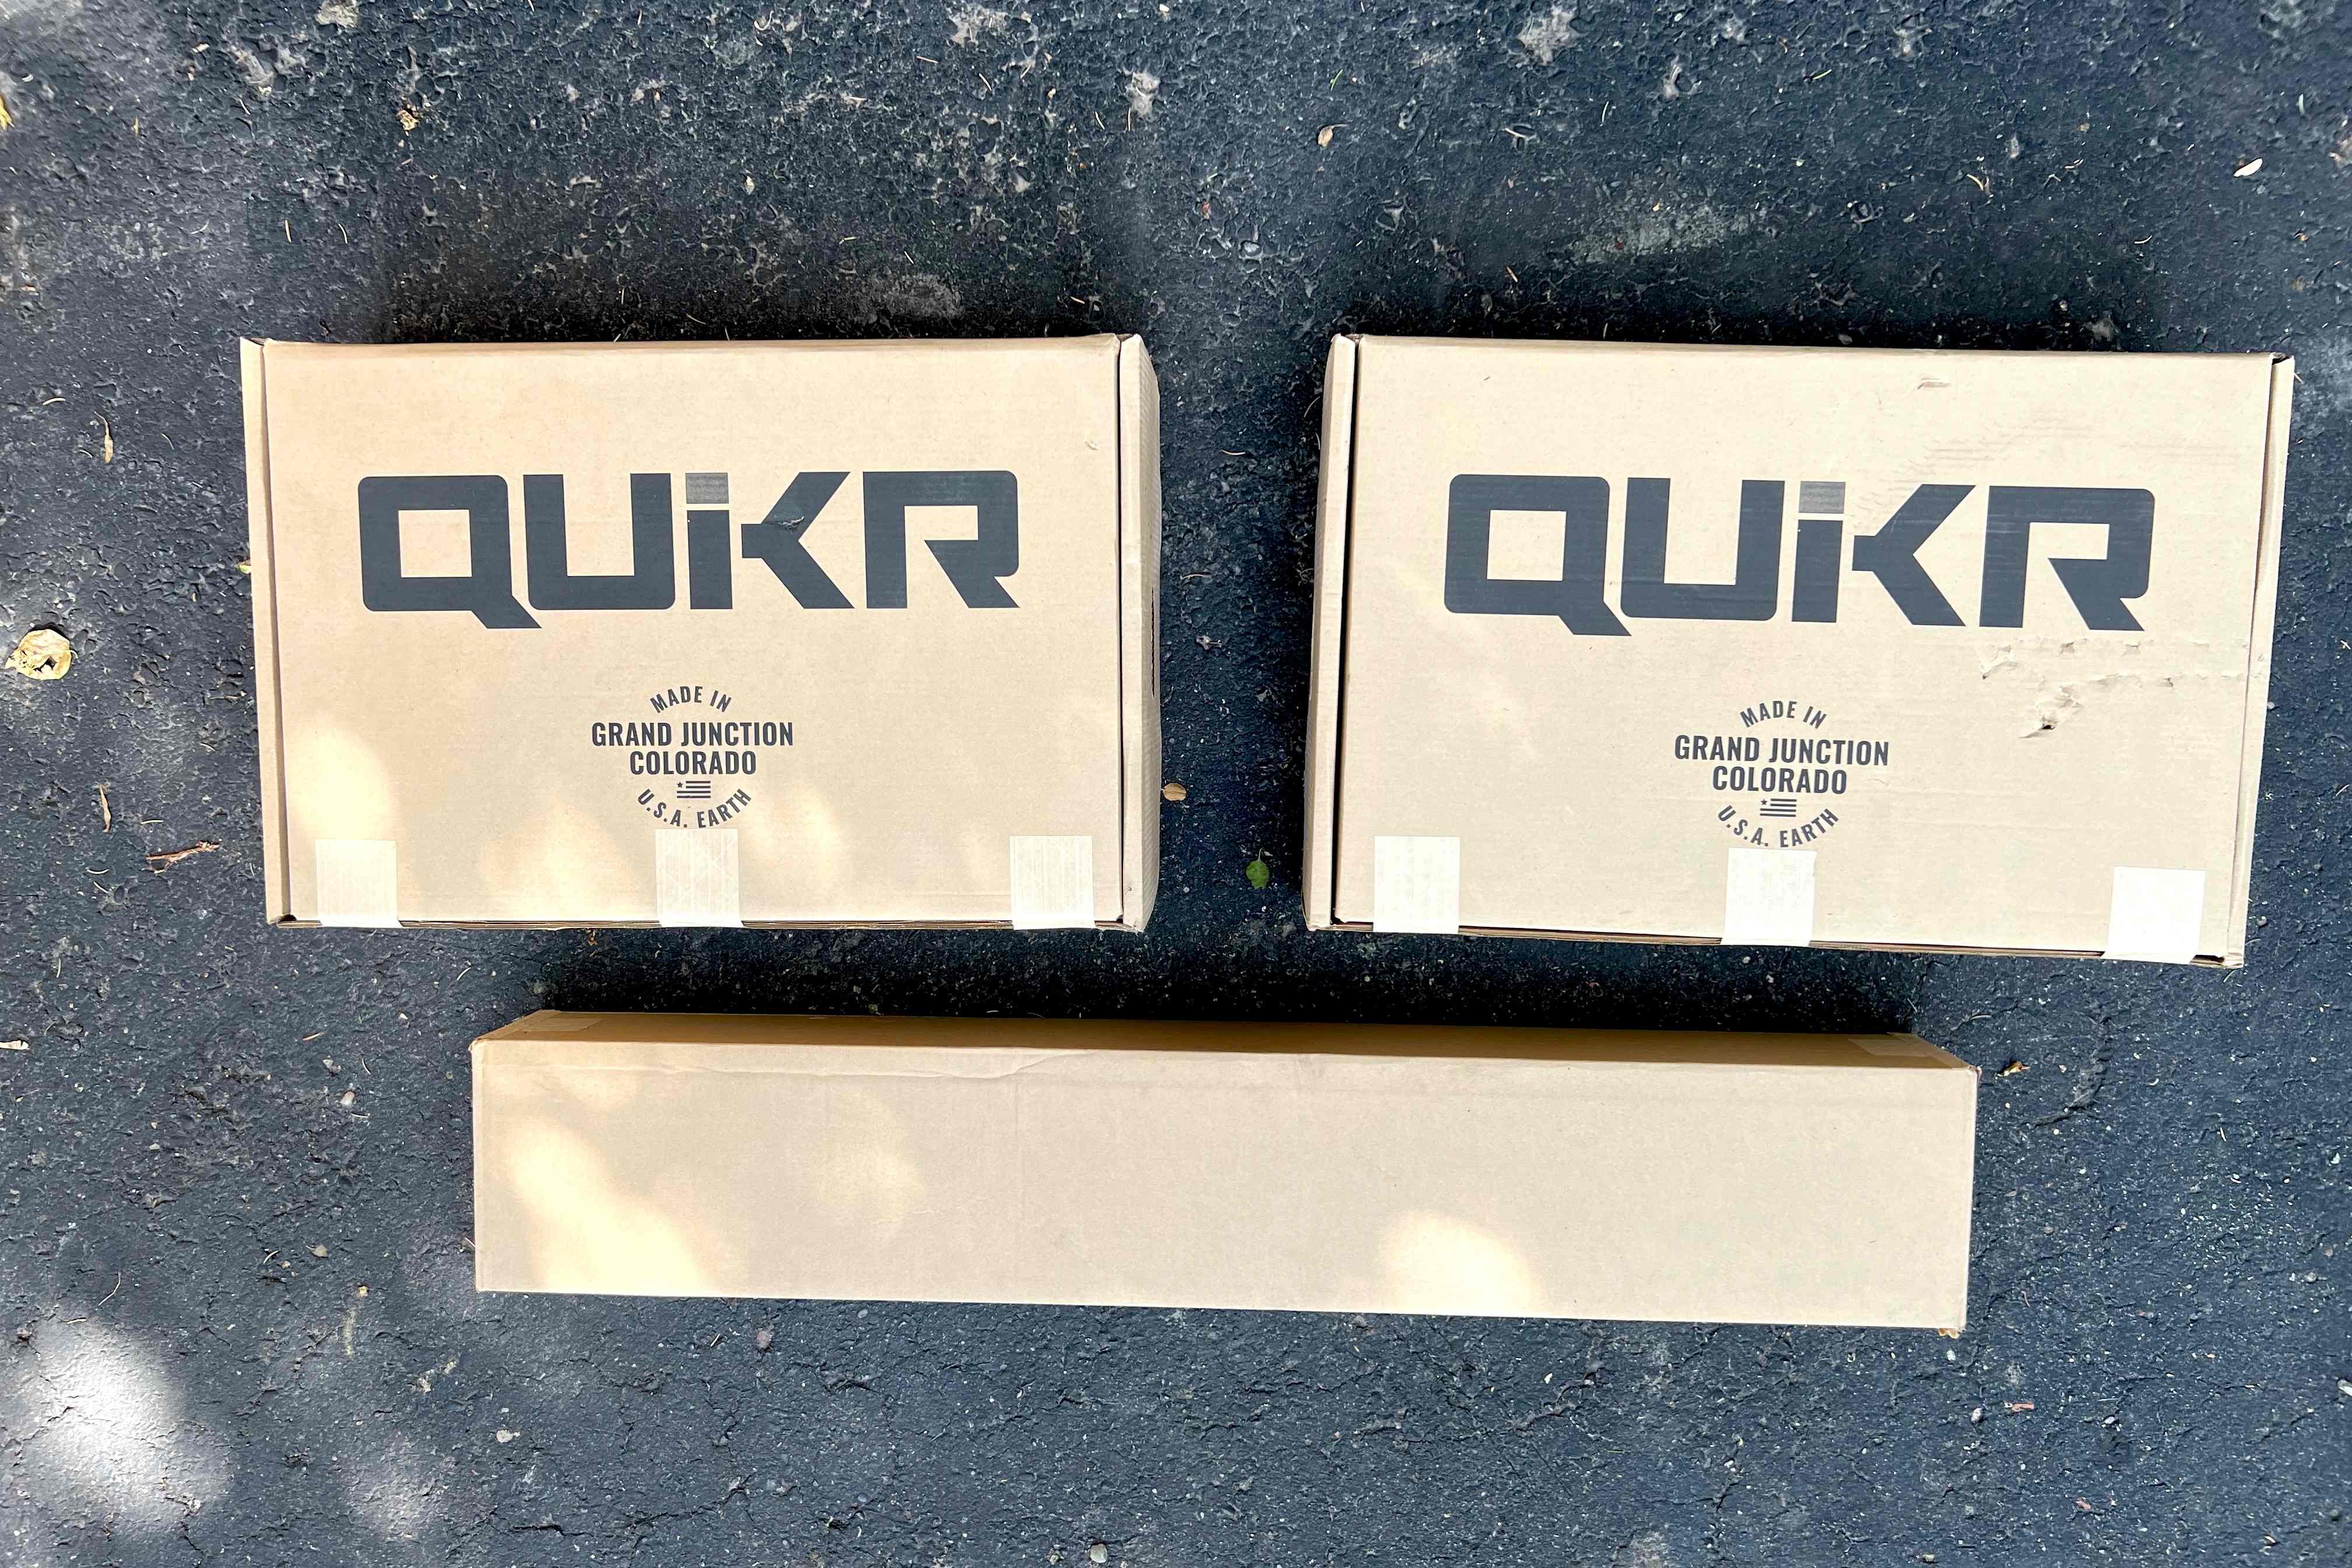 QUiKR
MADE IN
GRAND JUNCTION
COLORADO
U.S.A. EARTH
QUiKR
MADE IN
GRAND JUNCTION
COLORADO
U.S.A. EARTH